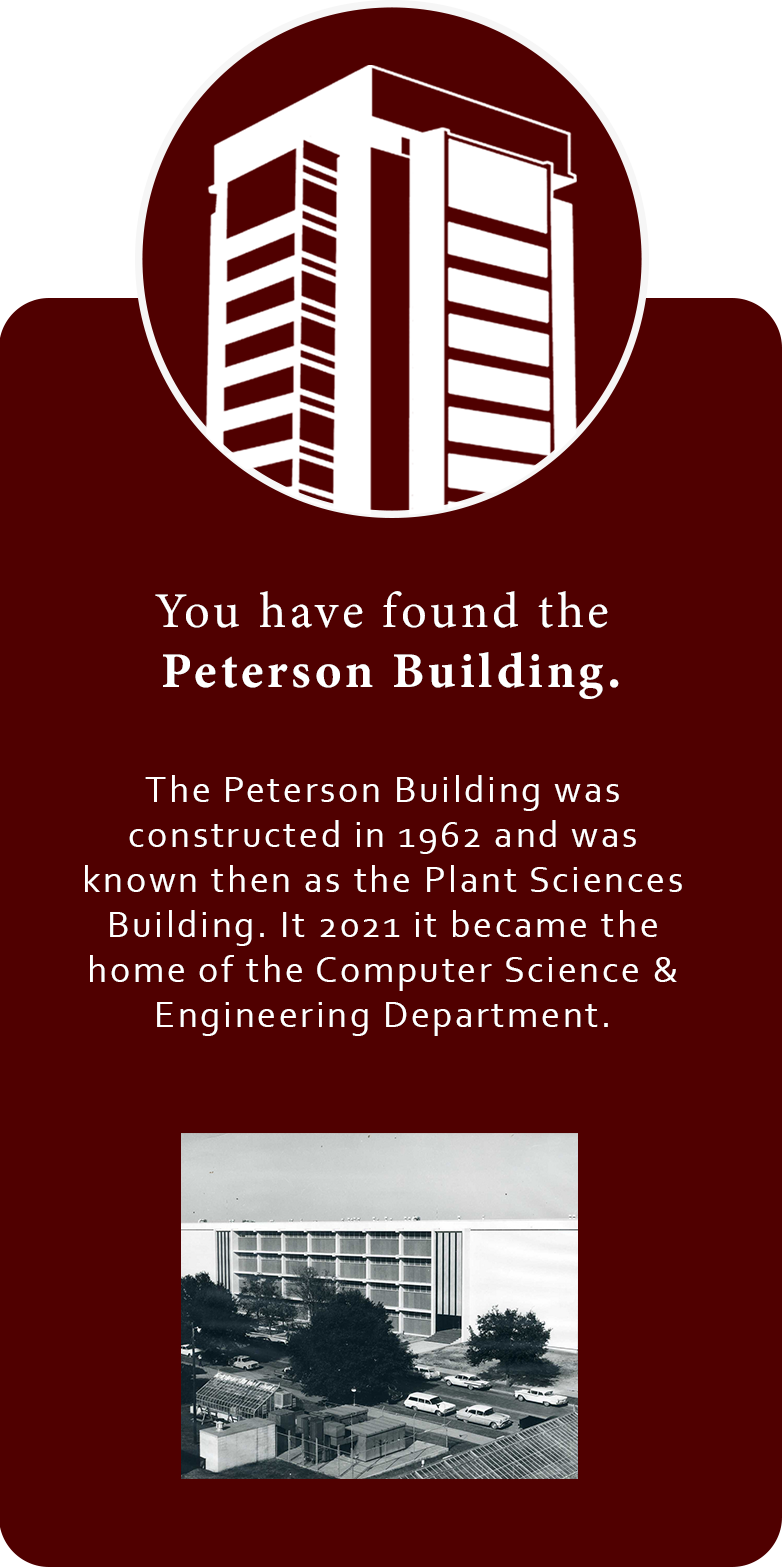 You have found the
Peterson Building.
The Peterson Building was
constructed in 1962 and was
known then as the Plant Sciences
Building. It 2021 it became the
home of the Computer Science &
Engineering Department.